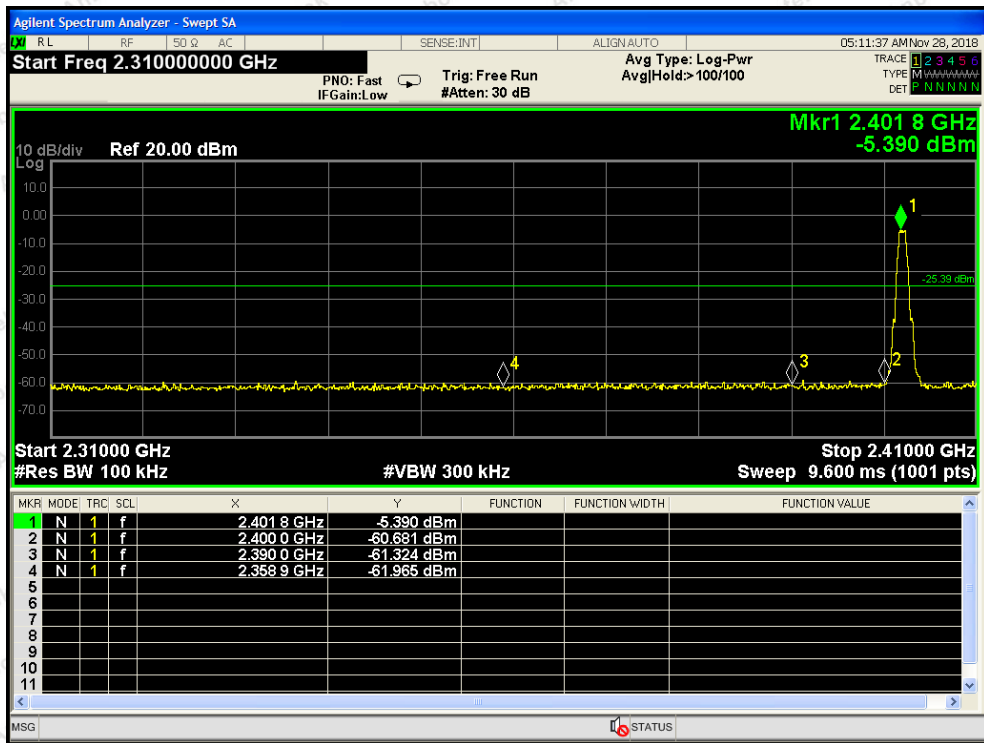 Agilent Spectrum Analyzer - Swept SA
LXI RL RF 50 Ω AC SENSE:INT ALIGN AUTO 05:11:37 AM Nov 28, 2018
Start Freq 2.310000000 GHz
PNO: Fast
IFGain:Low
Trig: Free Run
#Atten: 30 dB
Avg Type: Log-Pwr
Avg|Hold:>100/100
TRACE 1 2 3 4 5 6
TYPE M WWWWW
DET P N N N N N
Mkr1 2.401 8 GHz
-5.390 dBm
10 dB/div Ref 20.00 dBm
Log
10.0
0.00
-10.0
-20.0
-30.0
-40.0
-50.0
-60.0
-70.0
1
-25.39 dBm
4
3
2
Start 2.31000 GHz Stop 2.41000 GHz
#Res BW 100 kHz #VBW 300 kHz Sweep 9.600 ms (1001 pts)
MKR MODE TRC SCL X Y FUNCTION FUNCTION WIDTH FUNCTION VALUE
1 N 1 f 2.401 8 GHz -5.390 dBm
2 N 1 f 2.400 0 GHz -60.681 dBm
3 N 1 f 2.390 0 GHz -61.324 dBm
4 N 1 f 2.358 9 GHz -61.965 dBm
5
6
7
8
9
10
11
MSG STATUS